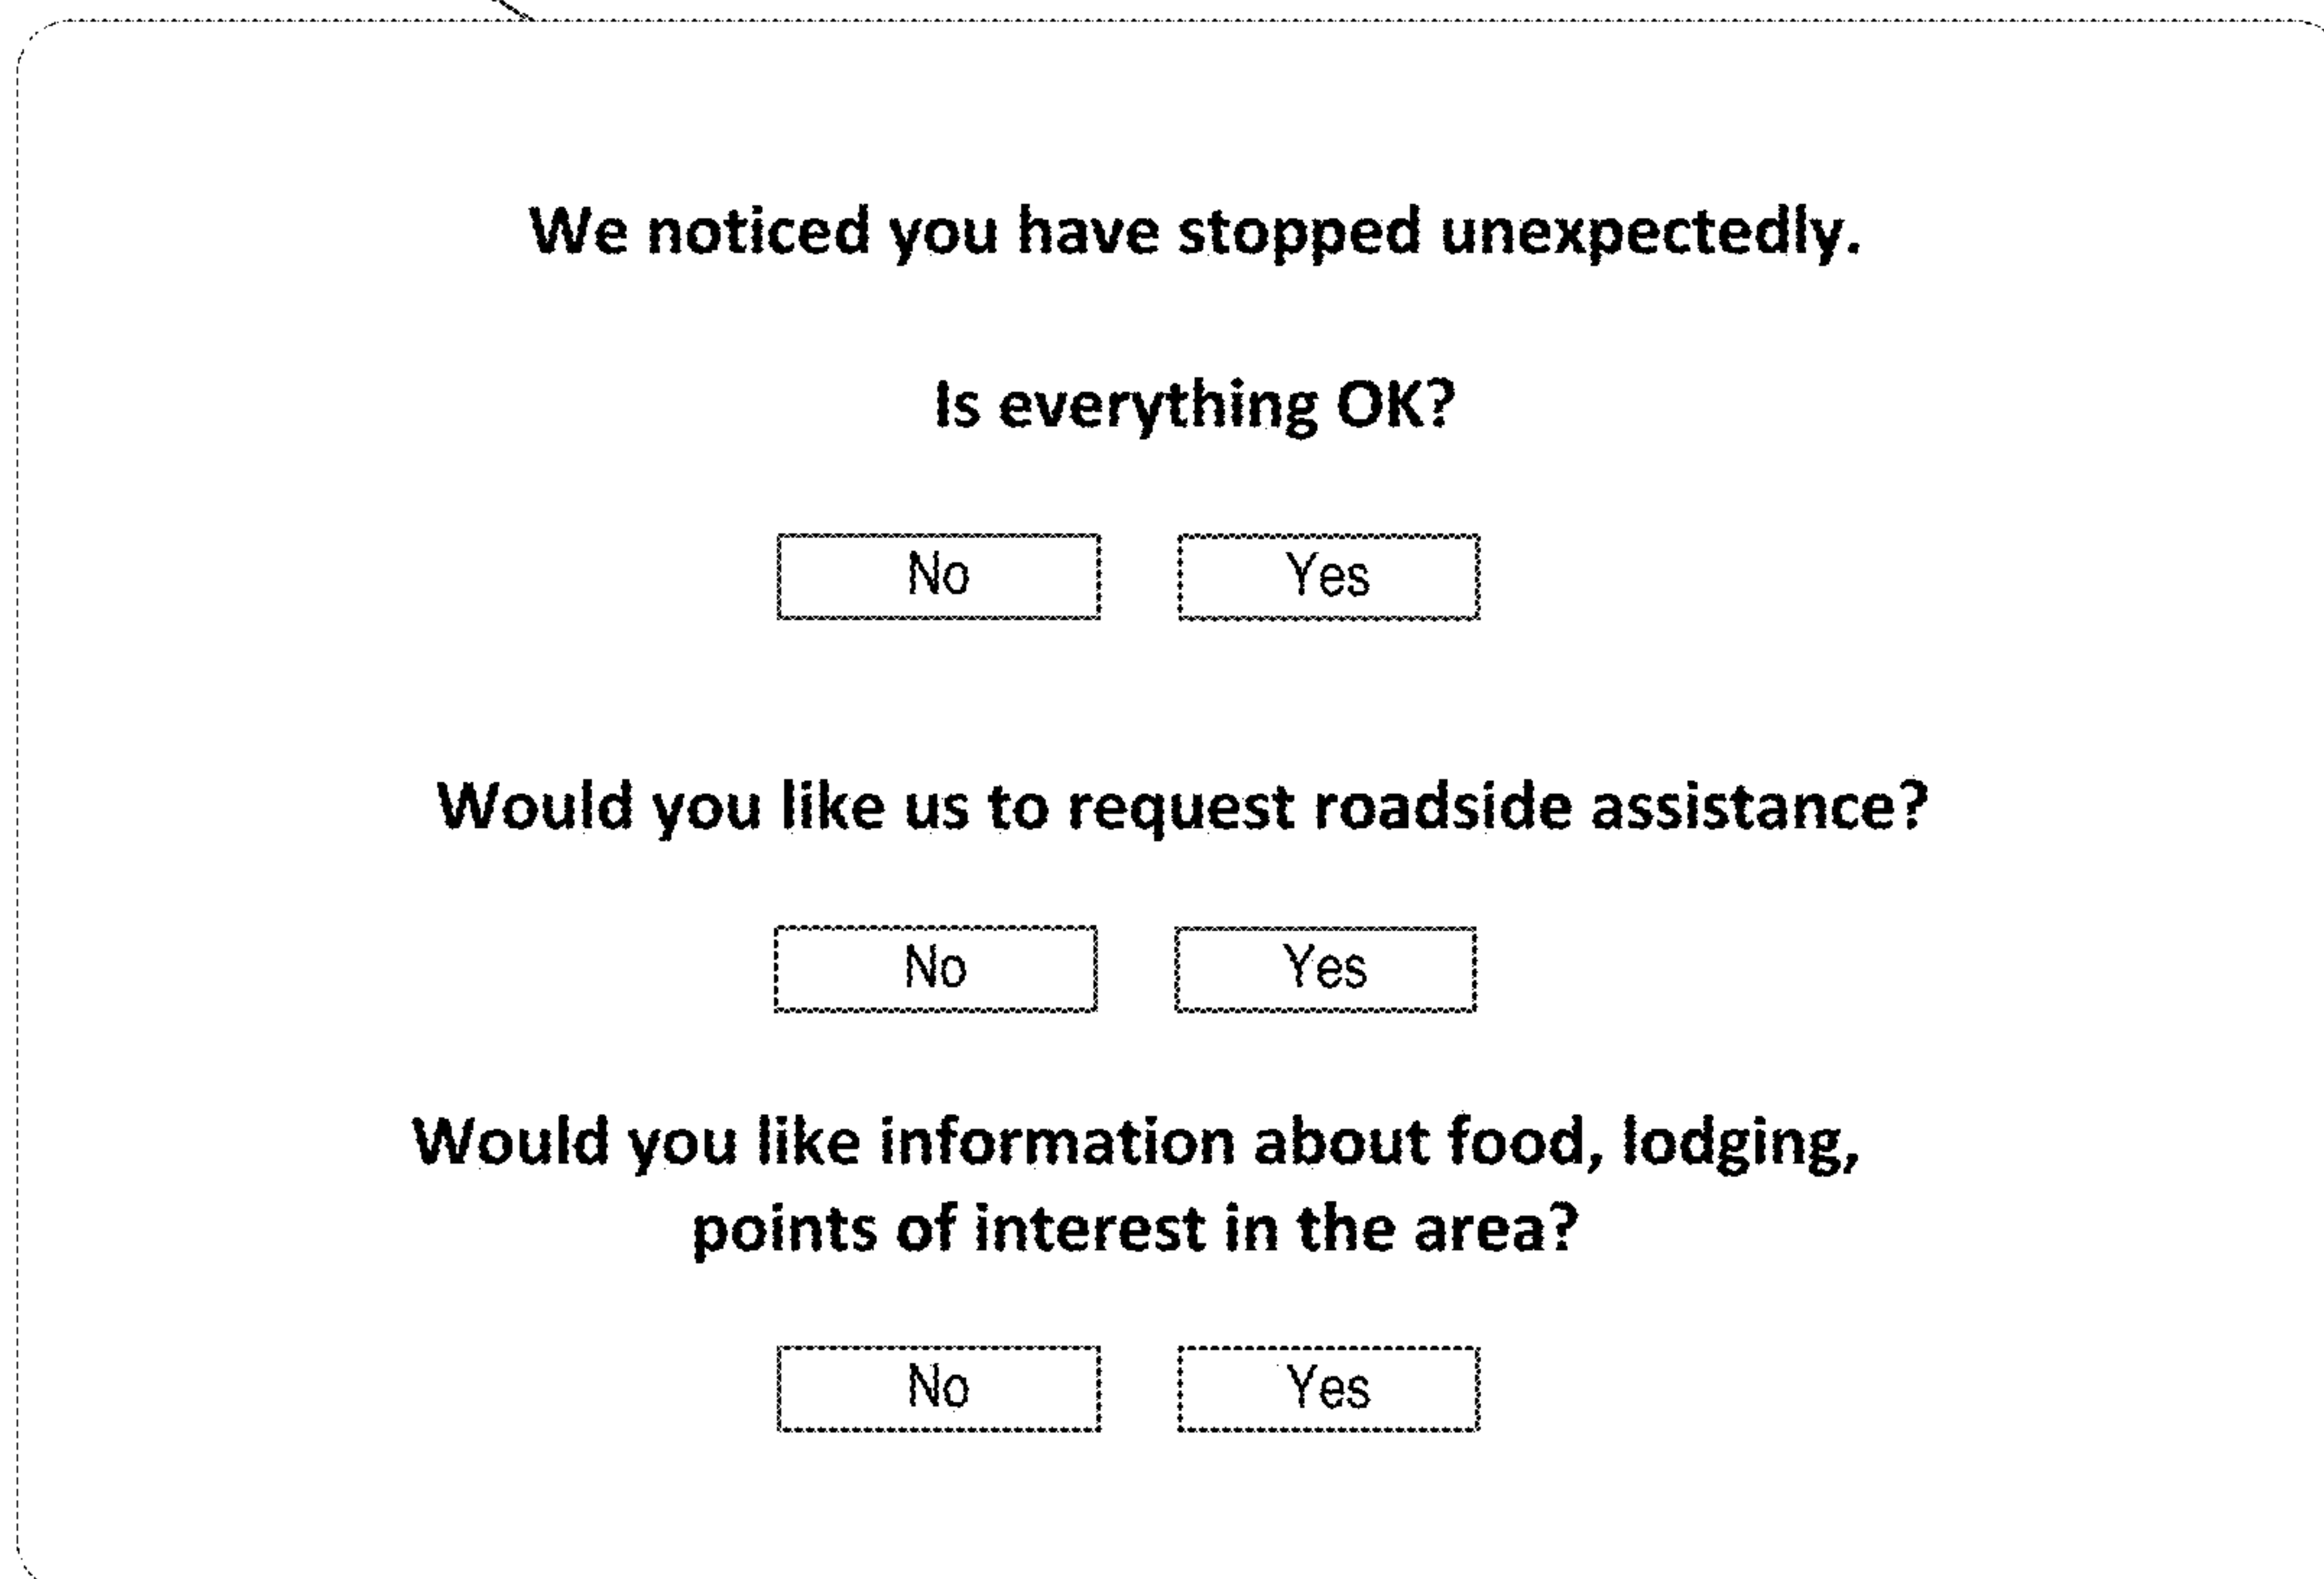 We noticed you have stopped unexpectedly.
Is everything OK?
No Yes
Would you like us to request roadside assistance?
No Yes
Would you like information about food, lodging,
points of interest in the area?
No Yes